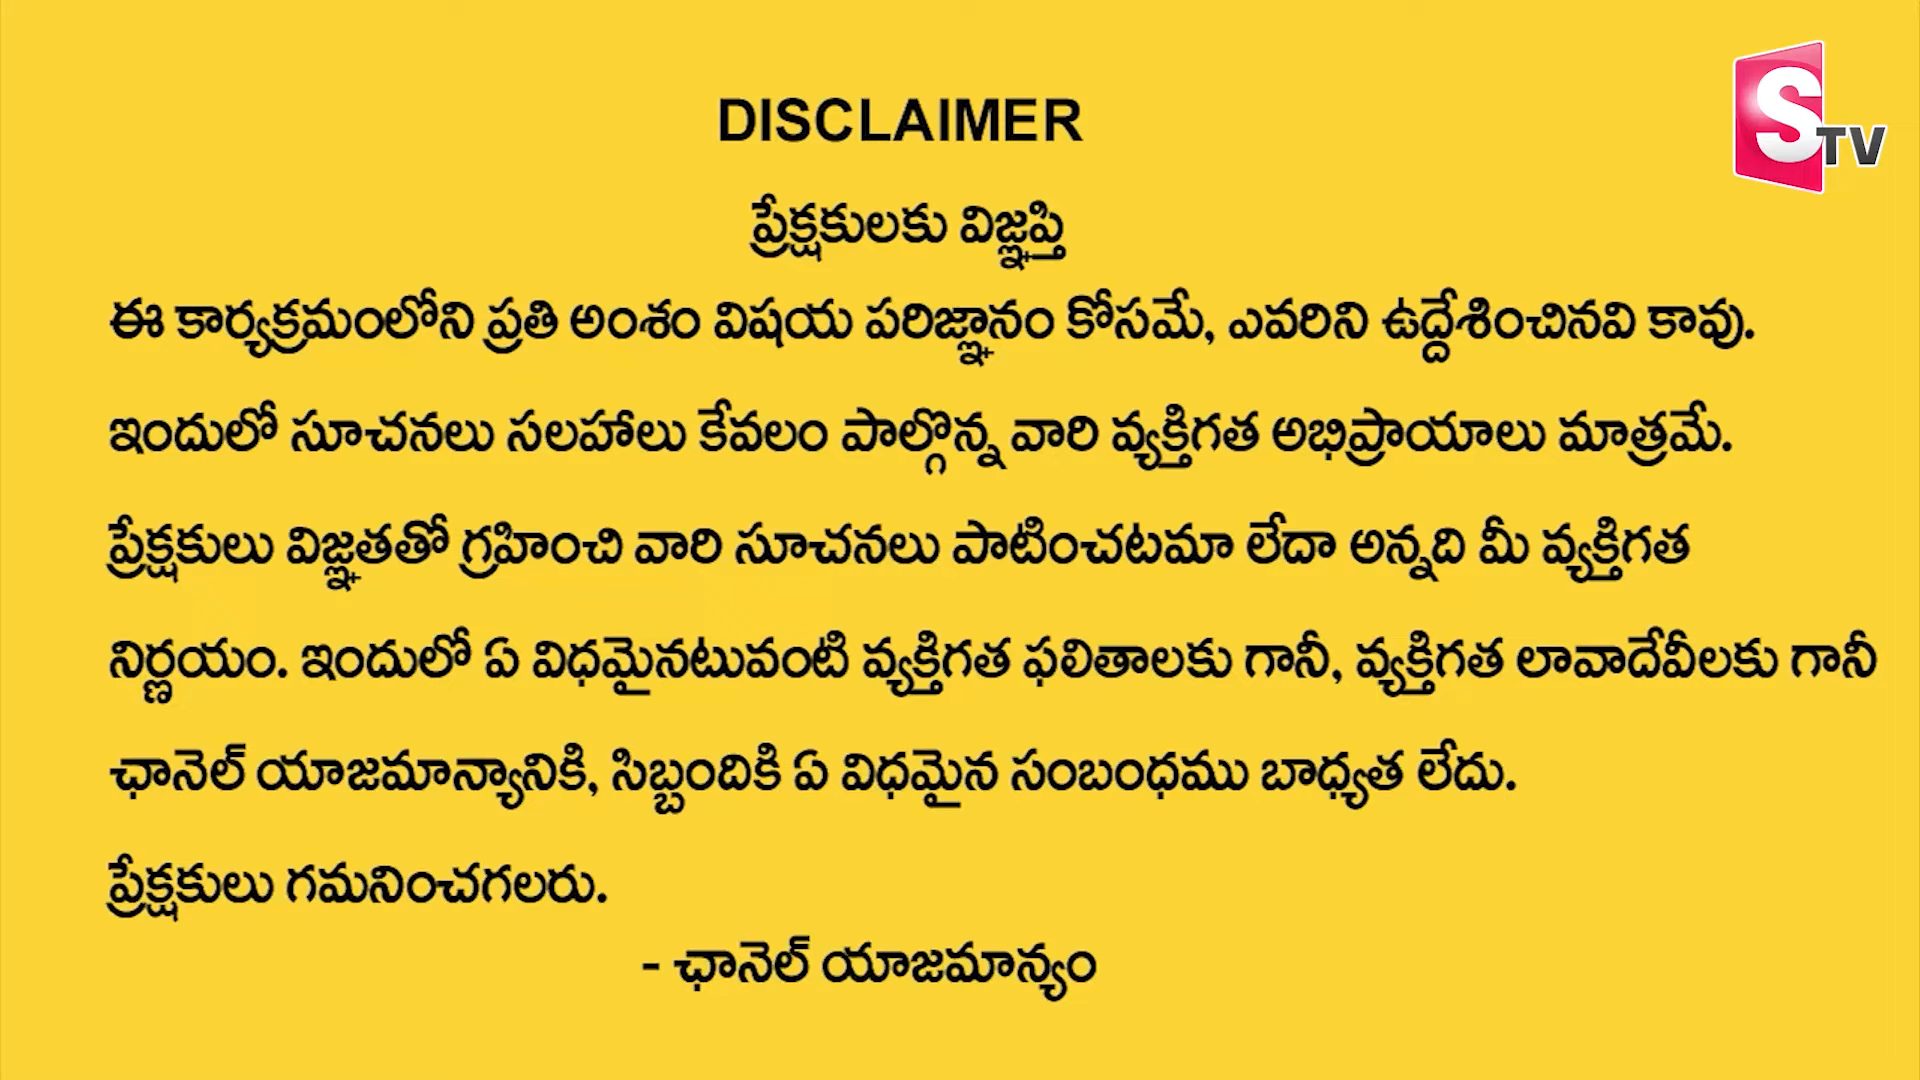 DISCLAIMER
STV
ప్రేక్షకులకు విజ్ఞప్తి
ఈ కార్యక్రమంలోని ప్రతి అంశం విషయ పరిజ్ఞానం కోసమే, ఎవరిని ఉద్దేశించినవి కావు.
ఇందులో సూచనలు సలహాలు కేవలం పాల్గొన్న వారి వ్యక్తిగత అభిప్రాయాలు మాత్రమే.
ప్రేక్షకులు విజ్ఞతతో గ్రహించి వారి సూచనలు పాటించటమా లేదా అన్నది మీ వ్యక్తిగత
నిర్ణయం. ఇందులో ఏ విధమైనటువంటి వ్యక్తిగత ఫలితాలకు గానీ, వ్యక్తిగత లావాదేవీలకు గానీ
ఛానెల్ యాజమాన్యానికి, సిబ్బందికి ఏ విధమైన సంబంధము బాధ్యత లేదు.
ప్రేక్షకులు గమనించగలరు.
- ఛానెల్ యాజమాన్యం